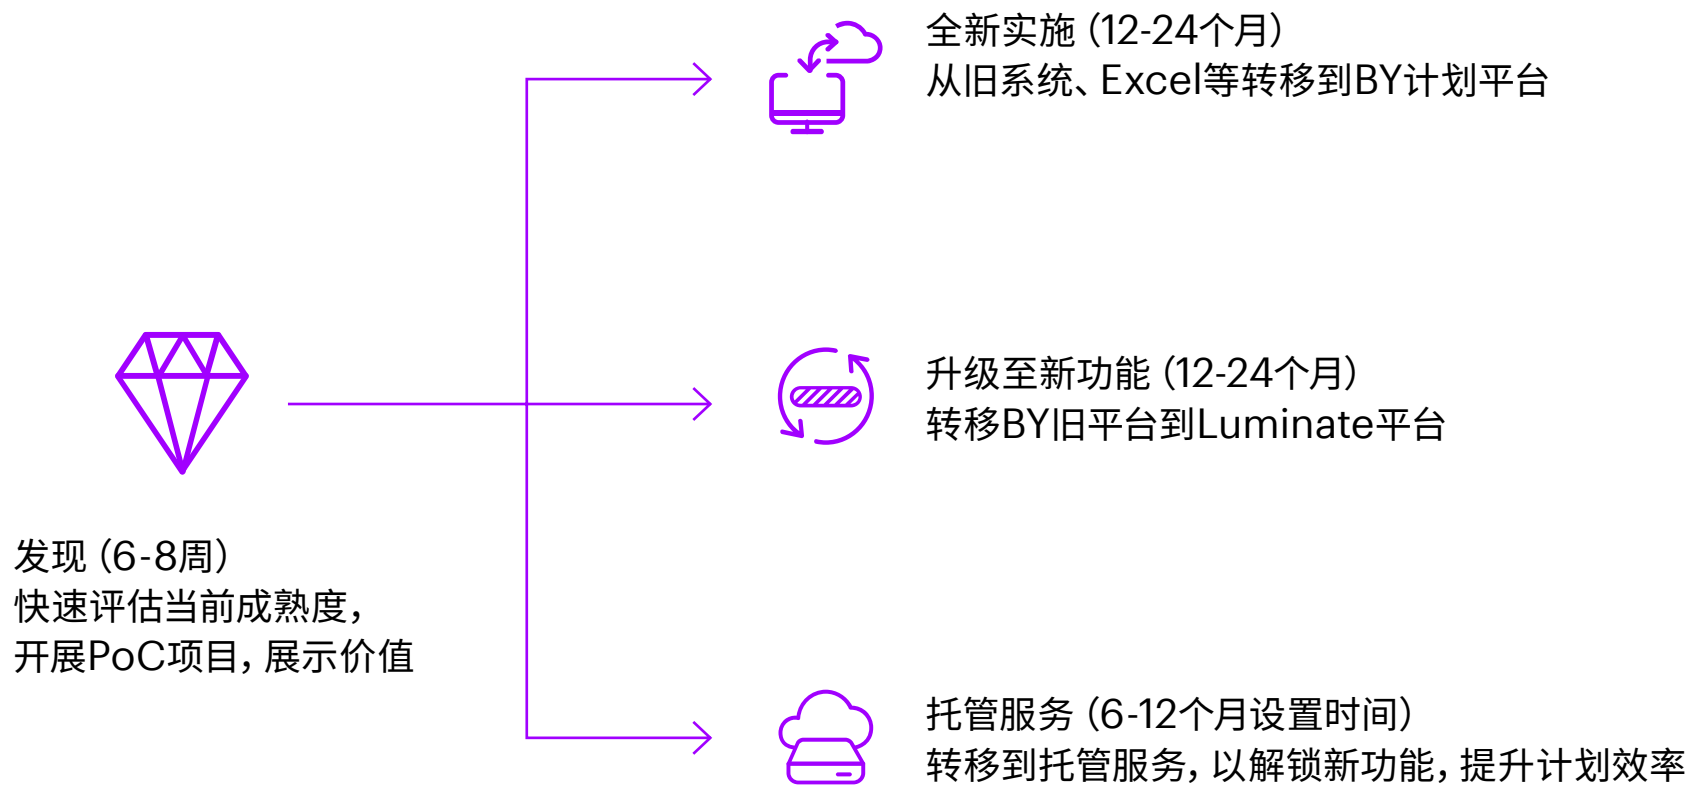 全新实施（12-24个月）
从旧系统、Excel等转移到BY计划平台
升级至新功能（12-24个月）
转移BY旧平台到Luminate平台
发现（6-8周）
快速评估当前成熟度，
开展PoC项目，展示价值
托管服务（6-12个月设置时间）
转移到托管服务，以解锁新功能，提升计划效率